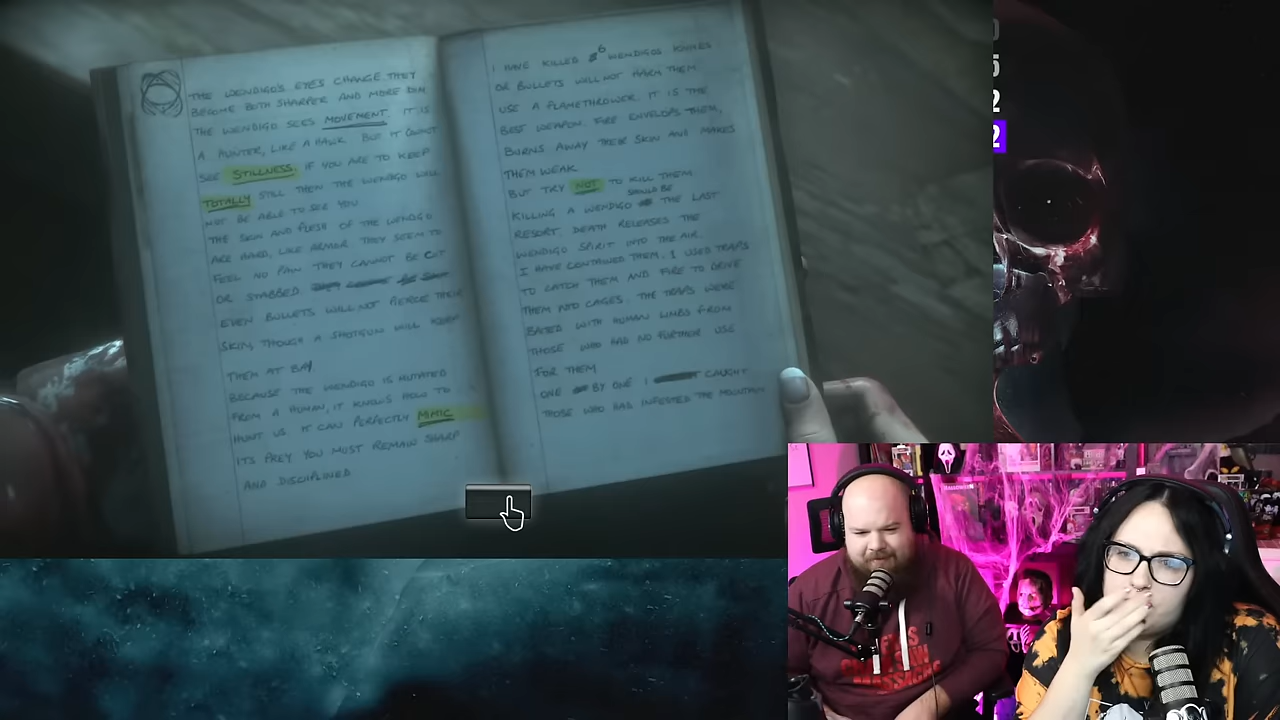 THE WENDIGO'S EYES CHANGE. THEY
BECOME BOTH SHARPER AND MORE DIM
THE WENDIGO SEES MOVEMENT. IT IS
A HUNTER, LIKE A HAWK. BUT IT CANNOT
SEE STILLNESS. IF YOU ARE TO KEEP
TOTALLY STILL THEN THE WENDIGO WILL
NOT BE ABLE TO SEE YOU
THE SKIN AND FLESH OF THE WENDIGO
ARE HARD, LIKE ARMOR. THEY SEEM TO
FEEL NO PAIN. THEY CANNOT BE CUT
OR STABBED.
EVEN BULLETS WILL NOT PIERCE THEIR
SKIN, THOUGH A SHOTGUN WILL KEEP
THEM AT BAY
BECAUSE THE WENDIGO IS MUTATED
FROM A HUMAN, IT KNOWS HOW TO
HUNT US. IT CAN PERFECTLY MIMIC
ITS PREY. YOU MUST REMAIN SHARP
AND DISCIPLINED
I HAVE KILLED 6 WENDIGOS. KNIVES
OR BULLETS WILL NOT HARM THEM.
USE A FLAMETHROWER. IT IS THE
BEST WEAPON. FIRE ENVELOPS THEM,
BURNS AWAY THEIR SKIN AND MAKES
THEM WEAK
BUT TRY NOT TO KILL THEM.
KILLING A WENDIGO SHOULD BE THE LAST
RESORT. DEATH RELEASES THE
WENDIGO SPIRIT INTO THE AIR.
I HAVE CONTAINED THEM. I USED TRAPS
TO CATCH THEM AND FIRE TO DRIVE
THEM INTO CAGES. THE TRAPS WERE
BAITED WITH HUMAN LIMBS FROM
THOSE WHO HAD NO FURTHER USE
FOR THEM
ONE BY ONE I CAUGHT
THOSE WHO HAD INFESTED THE MOUNTAIN
5
2
2